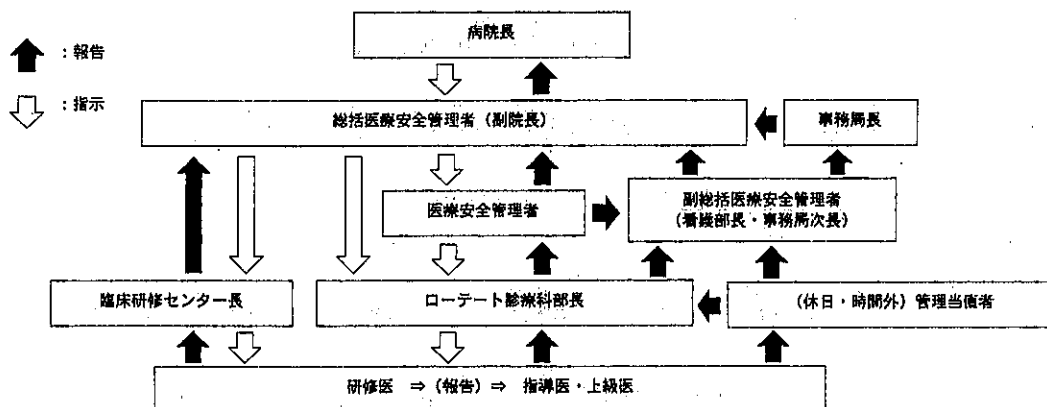 病院長
：報告
：指示
総括医療安全管理者（副院長）
事務局長
医療安全管理者
副総括医療安全管理者
（看護部長・事務局次長）
臨床研修センター長
ローテート診療科部長
（休日・時間外）管理当直者
研修医 ⇒（報告）⇒ 指導医・上級医